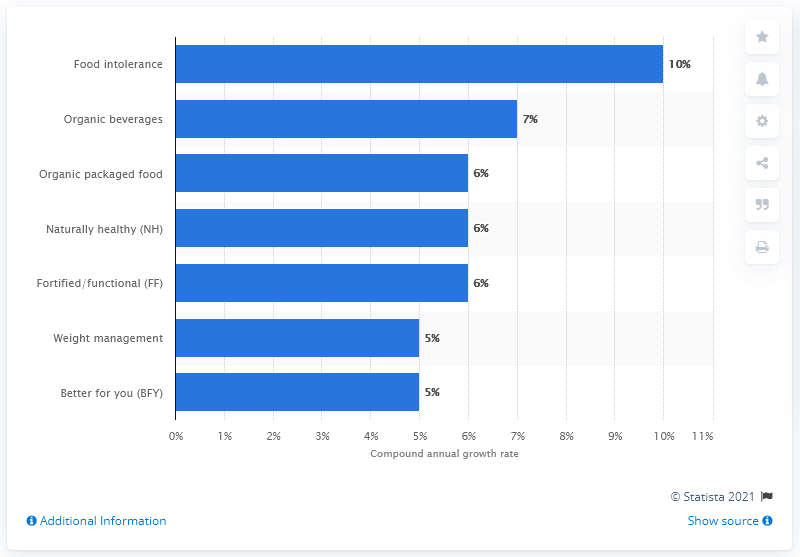 Food intolerance 10%
Organic beverages 7%
Organic packaged food 6%
Naturally healthy (NH) 6%
Fortified/functional (FF) 6%
Weight management 5%
Better for you (BFY) 5%
0% 1% 2% 3% 4% 5% 6% 7% 8% 9% 10% 11%
Compound annual growth rate
© Statista 2021
Additional Information Show source